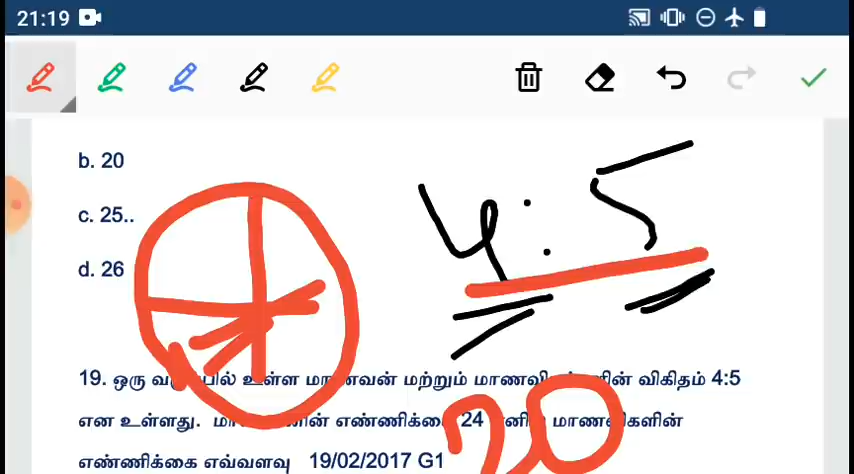 21:19
b. 20
4:5
c. 25..
d. 26
19. ஒரு உள்ள மாணவன் மற்றும் விகிதம் 4:5
என உள்ளது. எண்ணிக்கை 24 எனில் மாணவிகளின்
எண்ணிக்கை எவ்வளவு 19/02/2017 G1
20